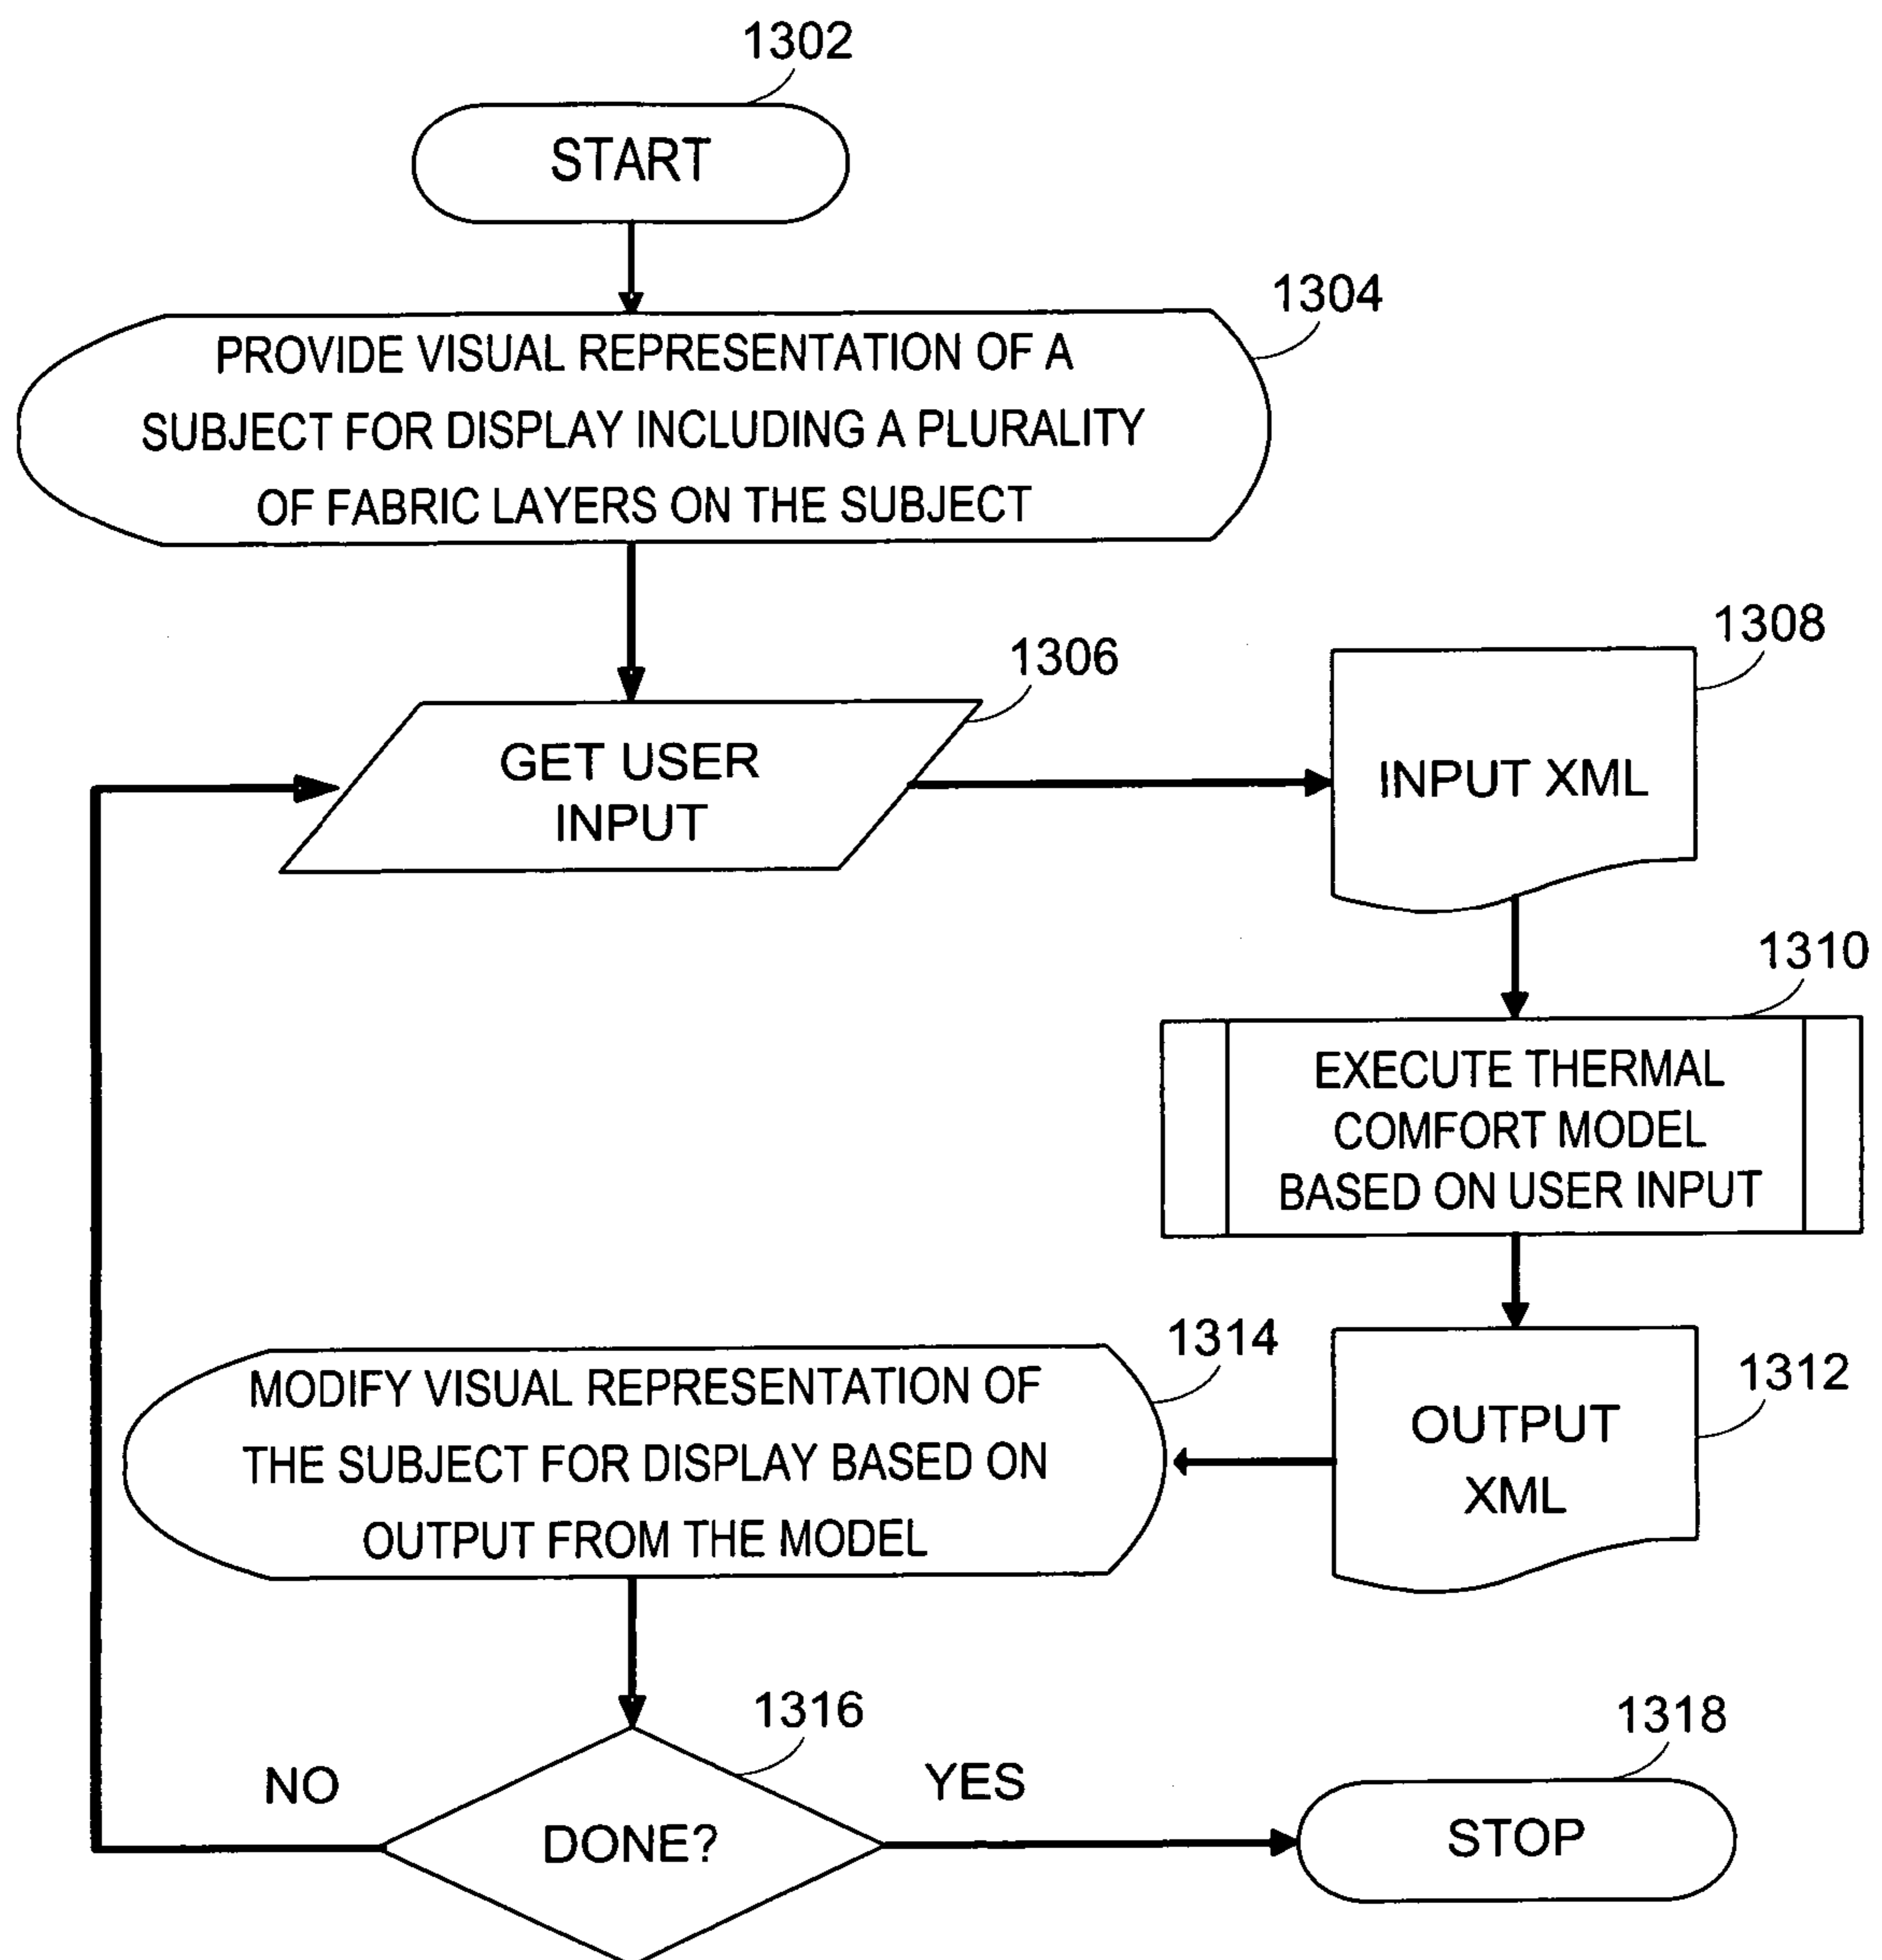 1302
START
1304
PROVIDE VISUAL REPRESENTATION OF A
SUBJECT FOR DISPLAY INCLUDING A PLURALITY
OF FABRIC LAYERS ON THE SUBJECT
1306
GET USER
INPUT
1308
INPUT XML
1310
EXECUTE THERMAL
COMFORT MODEL
BASED ON USER INPUT
1312
OUTPUT
XML
1314
MODIFY VISUAL REPRESENTATION OF
THE SUBJECT FOR DISPLAY BASED ON
OUTPUT FROM THE MODEL
1316
DONE?
NO
YES
1318
STOP